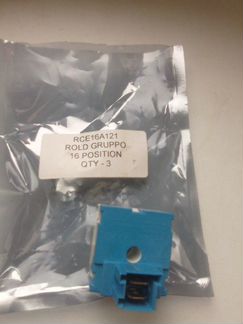 RCE16A121
ROLD GRUPPO
16 POSITION
QTY - 3